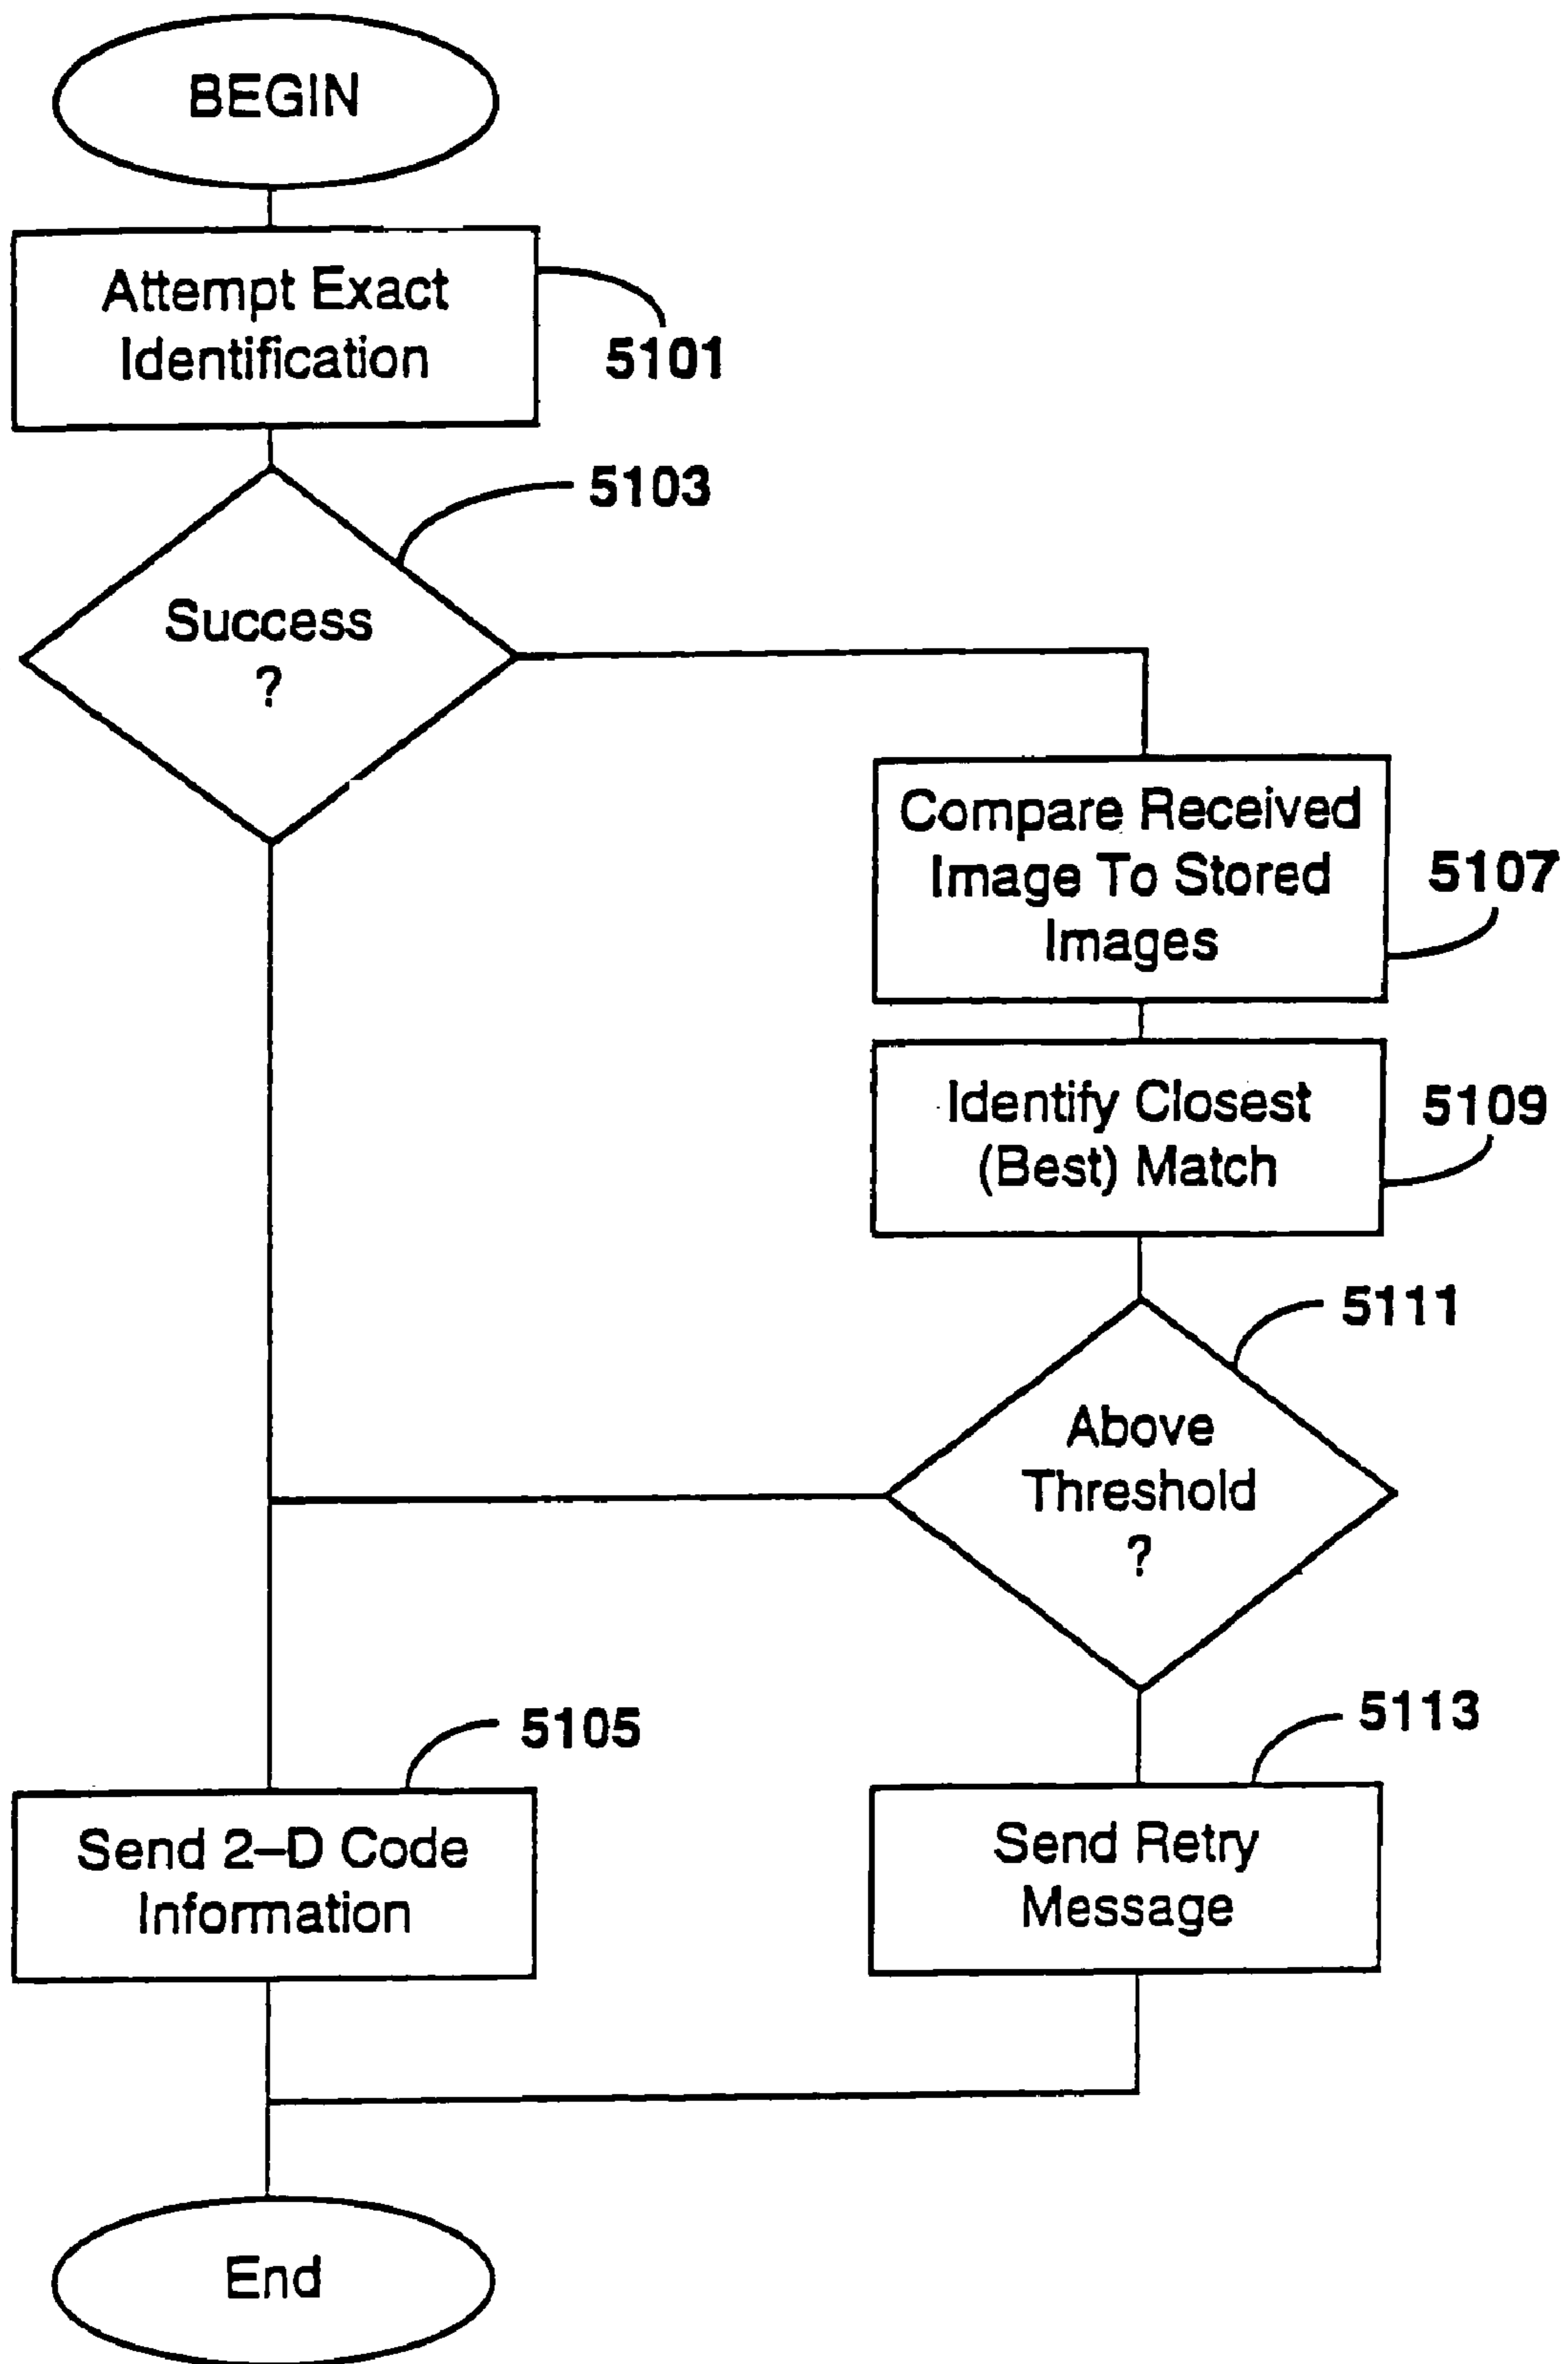 BEGIN
Attempt Exact
Identification
5101
5103
Success
?
Compare Received
Image To Stored
Images
5107
Identify Closest
(Best) Match
5109
5111
Above
Threshold
?
5105
Send 2–D Code
Information
5113
Send Retry
Message
End